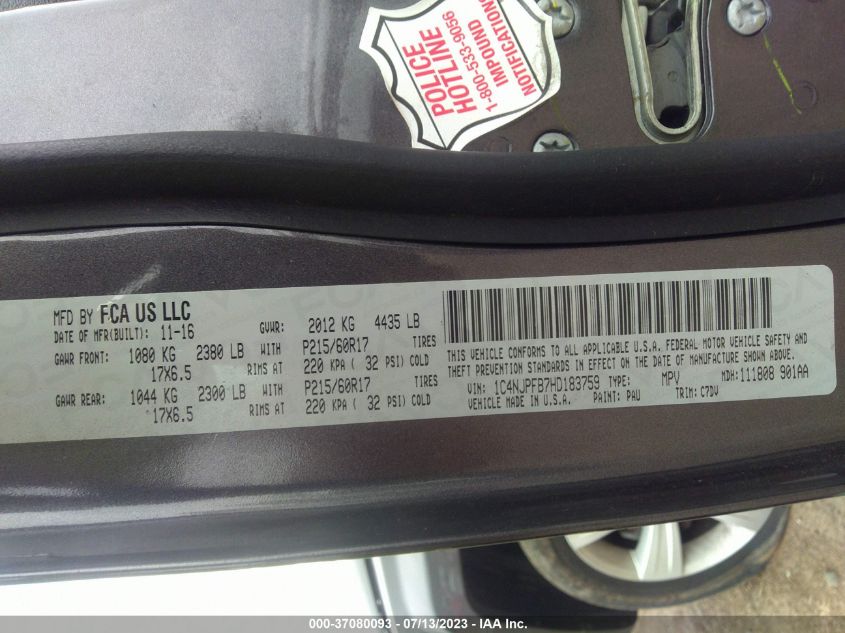 POLICE
HOTLINE
1-800-533-9056
IMPOUND
NOTIFICATION
MFD BY FCA US LLC
DATE OF MFR(BUILT): 11-16 GVWR: 2012 KG 4435 LB
GAWR FRONT: 1080 KG 2380 LB WITH P215/60R17 TIRES
17X6.5 RIMS AT 220 KPA ( 32 PSI) COLD
GAWR REAR: 1044 KG 2300 LB WITH P215/60R17 TIRES
17X6.5 RIMS AT 220 KPA ( 32 PSI) COLD
THIS VEHICLE CONFORMS TO ALL APPLICABLE U.S.A. FEDERAL MOTOR VEHICLE SAFETY AND
THEFT PREVENTION STANDARDS IN EFFECT ON THE DATE OF MANUFACTURE SHOWN ABOVE.
VIN: 1C4NJPFB7HD183759 TYPE: MPV MDH: 111808 901AA
VEHICLE MADE IN U.S.A. PAINT: PAU TRIM: C7DV
000-37080093 - 07/13/2023 - IAA Inc.